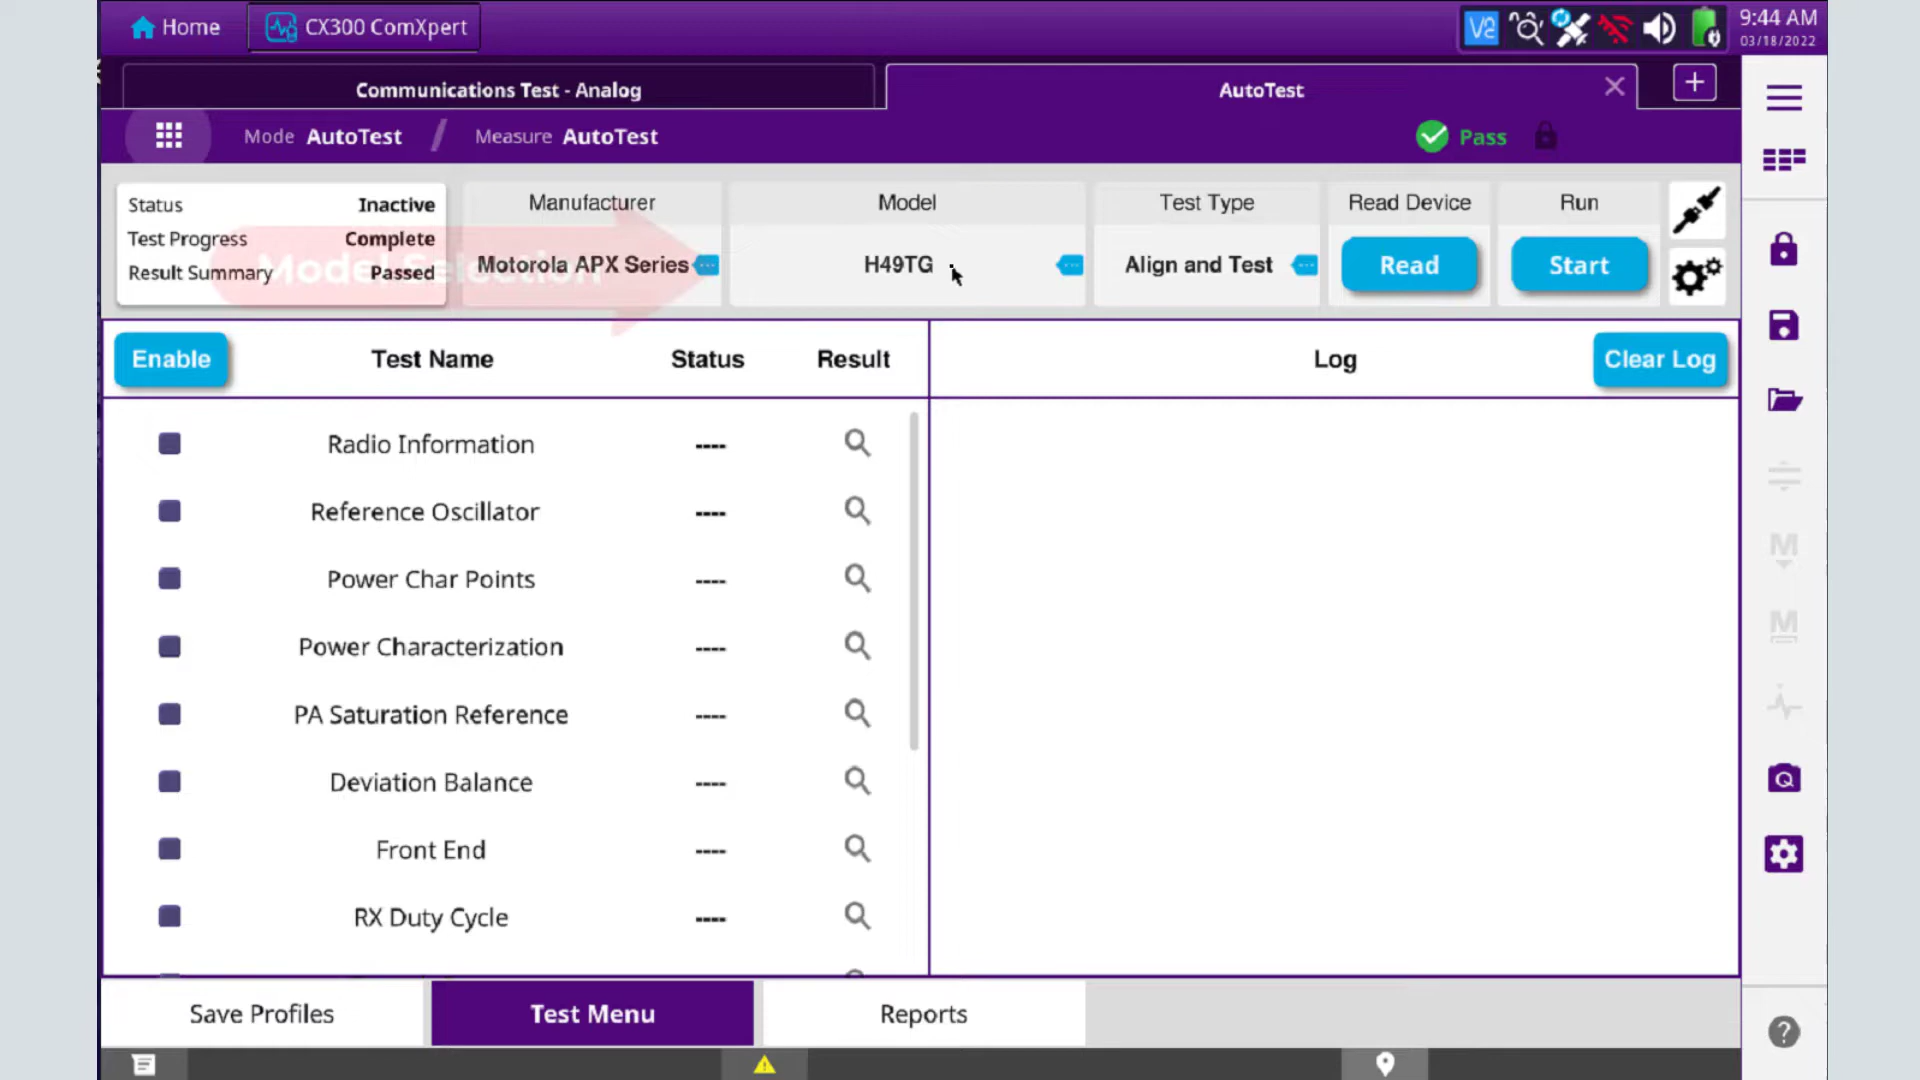 Home
CX300 ComXpert
V2
9:44 AM
03/18/2022
Communications Test - Analog
AutoTest
Mode AutoTest / Measure AutoTest
Pass
Status Inactive
Test Progress Complete
Result Summary Passed
Model Selection
Manufacturer
Motorola APX Series
Model
H49TG
Test Type
Align and Test
Read Device
Read
Run
Start
Enable
Test Name
Status
Result
Log
Clear Log
Radio Information ----
Reference Oscillator ----
Power Char Points ----
Power Characterization ----
PA Saturation Reference ----
Deviation Balance ----
Front End ----
RX Duty Cycle ----
M
M
Save Profiles
Test Menu
Reports